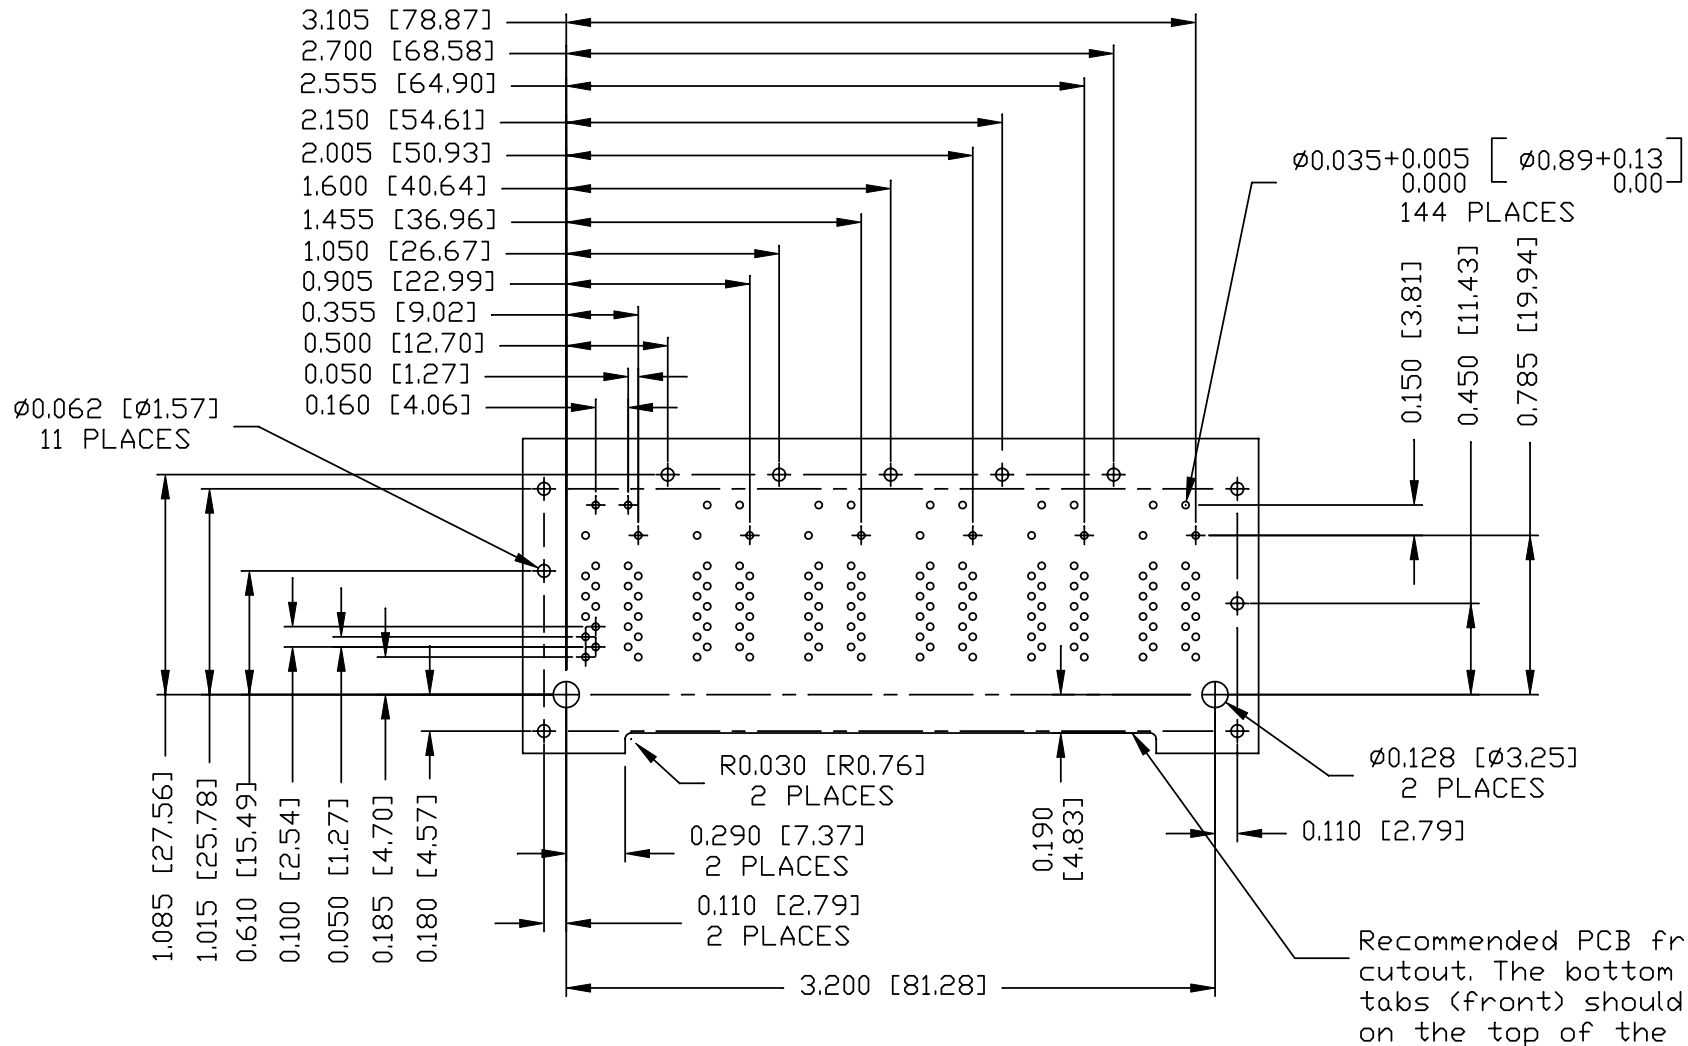 3.105 [78.87]
2.700 [68.58]
2.555 [64.90]
2.150 [54.61]
2.005 [50.93]
1.600 [40.64]
1.455 [36.96]
1.050 [26.67]
0.905 [22.99]
0.355 [9.02]
0.500 [12.70]
0.050 [1.27]
0.160 [4.06]
Ø0.062 [Ø1.57]
11 PLACES
Ø0.035+0.005 [Ø0.89+0.13]
0.000 0.00
144 PLACES
0.150 [3.81]
0.450 [11.43]
0.785 [19.94]
1.085 [27.56]
1.015 [25.78]
0.610 [15.49]
0.100 [2.54]
0.050 [1.27]
0.185 [4.70]
0.180 [4.57]
R0.030 [R0.76]
2 PLACES
0.290 [7.37]
2 PLACES
0.110 [2.79]
2 PLACES
0.190
[4.83]
Ø0.128 [Ø3.25]
2 PLACES
0.110 [2.79]
3.200 [81.28]
Recommended PCB fr
cutout. The bottom
tabs (front) should
on the top of the